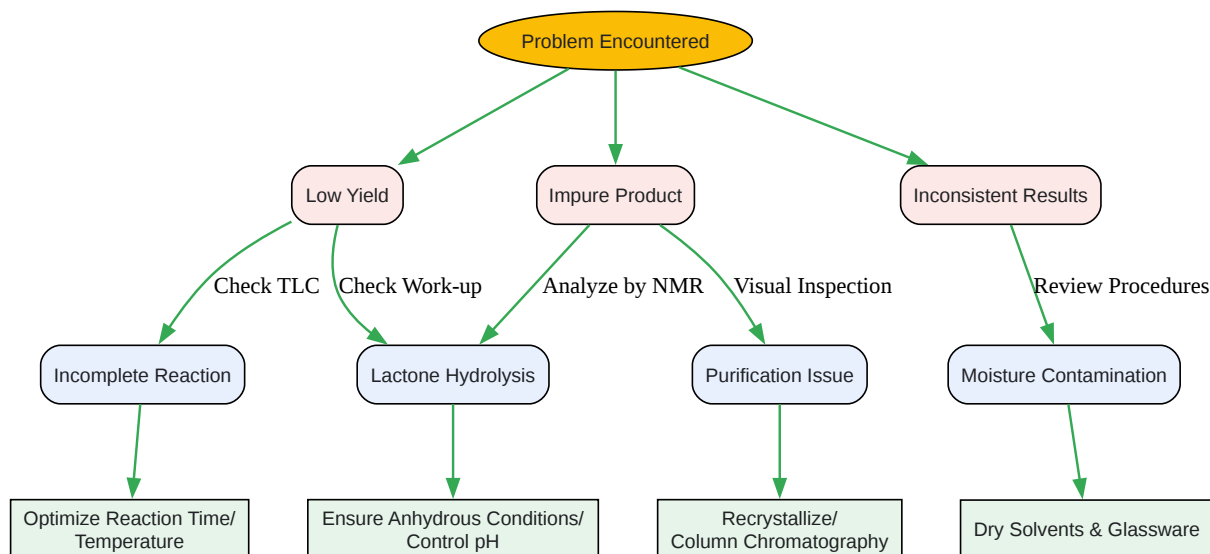 Problem Encountered
Low Yield
Impure Product
Inconsistent Results
Check TLC
Check Work-up
Analyze by NMR
Visual Inspection
Review Procedures
Incomplete Reaction
Lactone Hydrolysis
Purification Issue
Moisture Contamination
Optimize Reaction Time/
Temperature
Ensure Anhydrous Conditions/
Control pH
Recrystallize/
Column Chromatography
Dry Solvents & Glassware